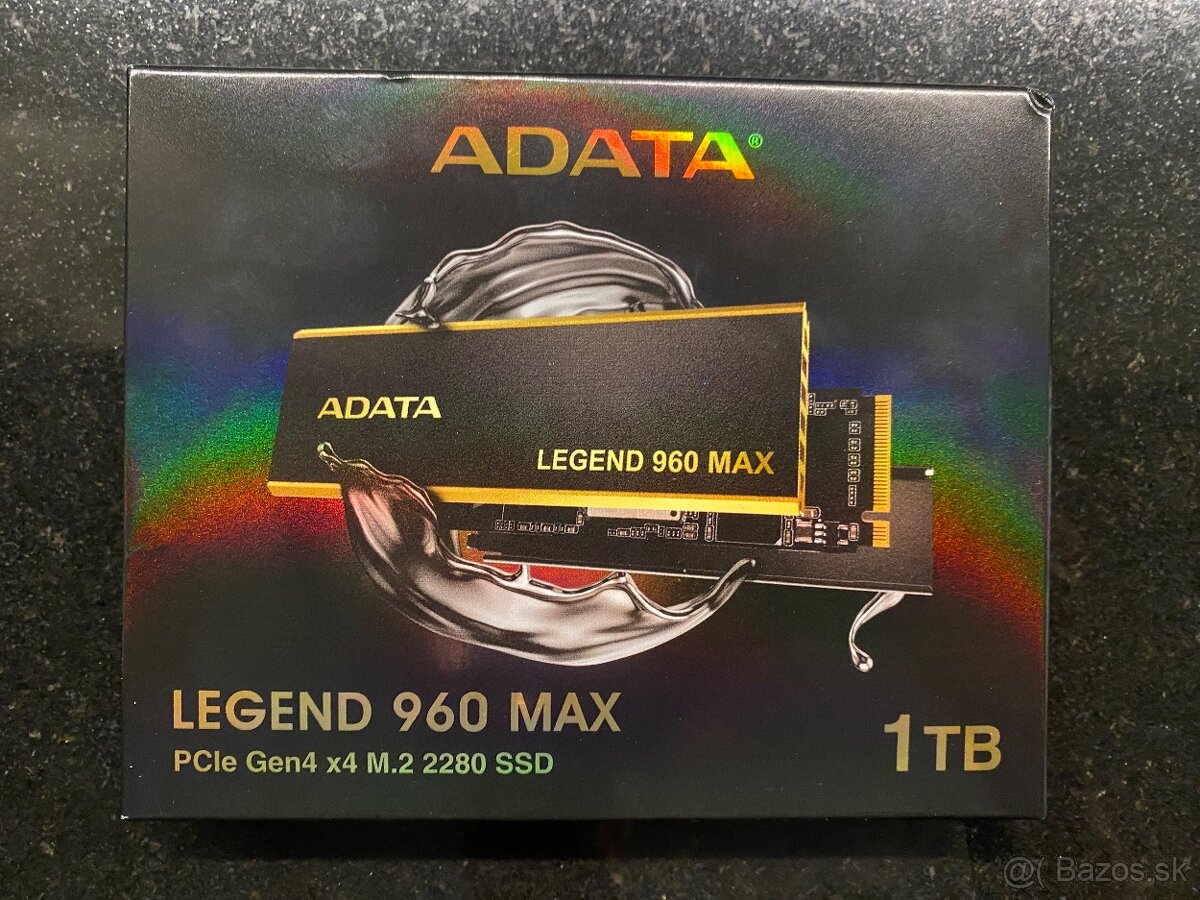 ADATA®
ADATA
LEGEND 960 MAX
LEGEND 960 MAX
PCIe Gen4 x4 M.2 2280 SSD
1TB
@( Bazos.sk